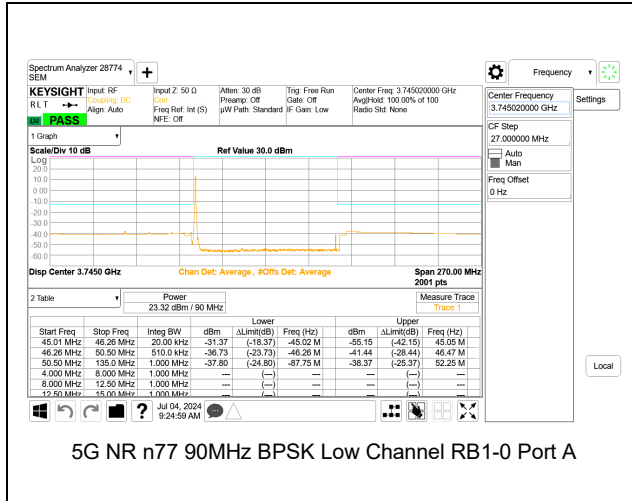 Spectrum Analyzer 28774
SEM
Frequency
KEYSIGHT
RLT
LXI PASS
Input: RF
Coupling: DC
Align: Auto
Input Z: 50 Ω
Corr
Freq Ref: Int (S)
NFE: Off
Atten: 30 dB
Preamp: Off
µW Path: Standard
Trig: Free Run
Gate: Off
IF Gain: Low
Center Freq: 3.745020000 GHz
Avg|Hold: 100.00% of 100
Radio Std: None
Center Frequency
3.745020000 GHz
Settings
CF Step
27.000000 MHz
Auto
Man
Freq Offset
0 Hz
Local
1 Graph
Scale/Div 10 dB
Ref Value 30.0 dBm
Log
20.0
10.0
0.00
-10.0
-20.0
-30.0
-40.0
-50.0
-60.0
Disp Center 3.7450 GHz
Chan Det: Average, #Offs Det: Average
Span 270.00 MHz
2001 pts
2 Table
Power
23.32 dBm / 90 MHz
Measure Trace
Trace 1
Lower Upper
Start Freq Stop Freq Integ BW dBm ΔLimit(dB) Freq (Hz) dBm ΔLimit(dB) Freq (Hz)
45.01 MHz 46.26 MHz 20.00 kHz -31.37 (-18.37) -45.02 M -55.15 (-42.15) 45.05 M
46.26 MHz 50.50 MHz 510.0 kHz -36.73 (-23.73) -46.26 M -41.44 (-28.44) 46.47 M
50.50 MHz 135.0 MHz 1.000 MHz -37.80 (-24.80) -87.75 M -38.37 (-25.37) 52.25 M
4.000 MHz 8.000 MHz 1.000 MHz --- (---) --- --- (---) ---
8.000 MHz 12.50 MHz 1.000 MHz --- (---) --- --- (---) ---
12.50 MHz 15.00 MHz 1.000 MHz --- (---) --- --- (---) ---
Jul 04, 2024
9:24:59 AM
5G NR n77 90MHz BPSK Low Channel RB1-0 Port A